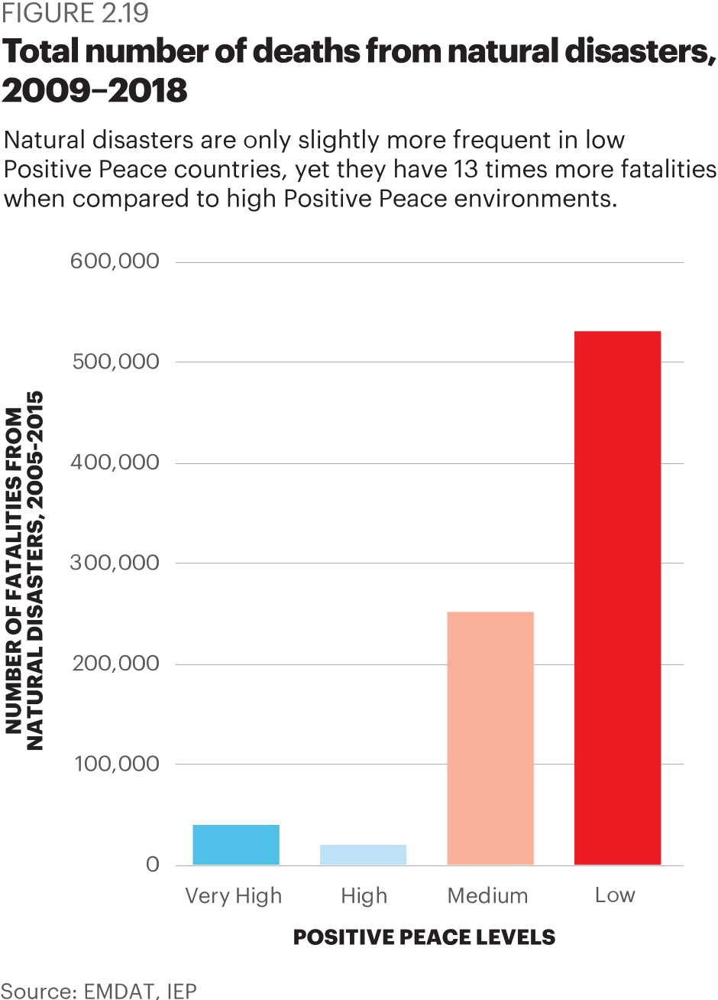 FIGURE 2.19
Total number of deaths from natural disasters,
2009–2018
Natural disasters are only slightly more frequent in low
Positive Peace countries, yet they have 13 times more fatalities
when compared to high Positive Peace environments.
NUMBER OF FATALITIES FROM
NATURAL DISASTERS, 2005-2015
600,000
500,000
400,000
300,000
200,000
100,000
0
Very High
High
Medium
Low
POSITIVE PEACE LEVELS
Source: EMDAT, IEP